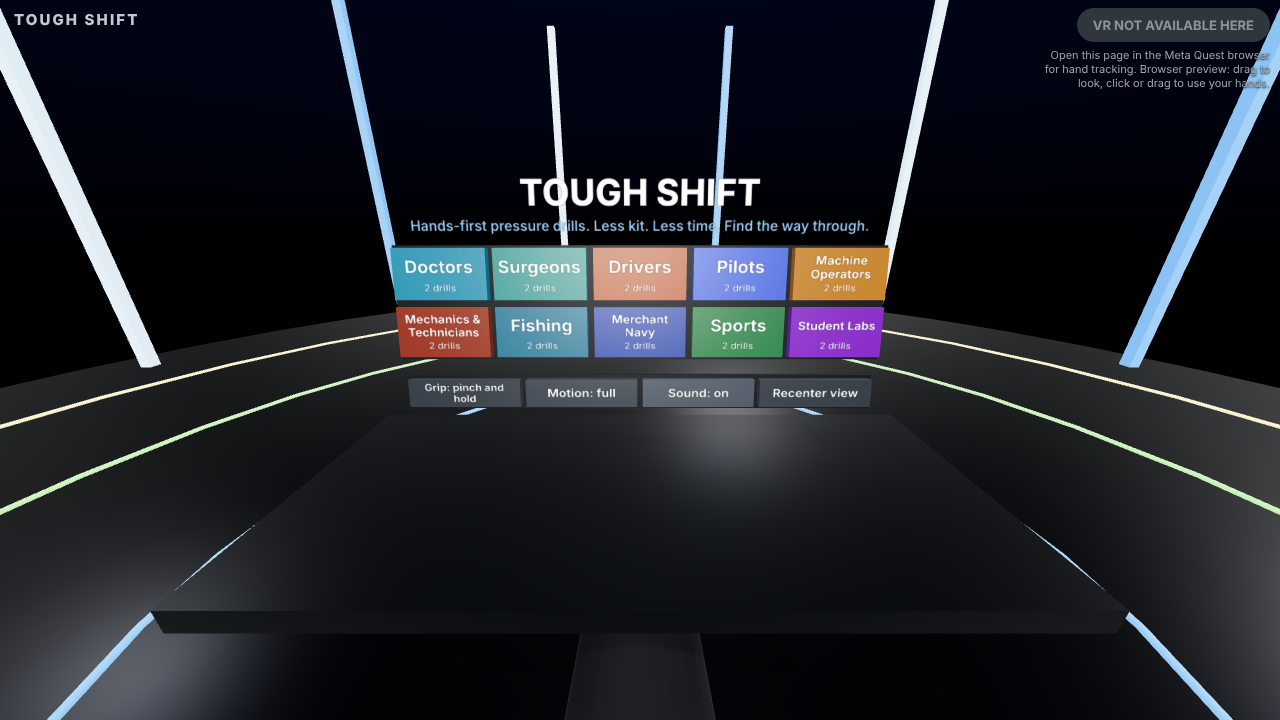 TOUGH SHIFT
VR NOT AVAILABLE HERE
Open this page in the Meta Quest browser
for hand tracking. Browser preview: drag to
look, click or drag to use your hands.
TOUGH SHIFT
Hands-first pressure drills. Less kit. Less time. Find the way through.
Doctors
2 drills
Surgeons
2 drills
Drivers
2 drills
Pilots
2 drills
Machine
Operators
2 drills
Mechanics &
Technicians
2 drills
Fishing
2 drills
Merchant
Navy
2 drills
Sports
2 drills
Student Labs
2 drills
Grip: pinch and
hold
Motion: full
Sound: on
Recenter view